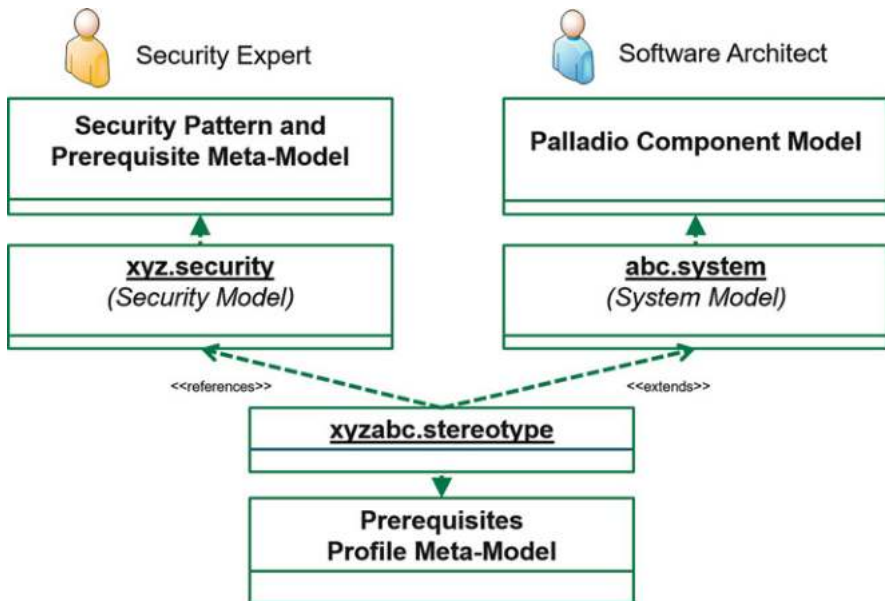 Security Expert
Software Architect
Security Pattern and
Prerequisite Meta-Model
Palladio Component Model
xyz.security
(Security Model)
abc.system
(System Model)
<<references>>
<<extends>>
xyzabc.stereotype
Prerequisites
Profile Meta-Model